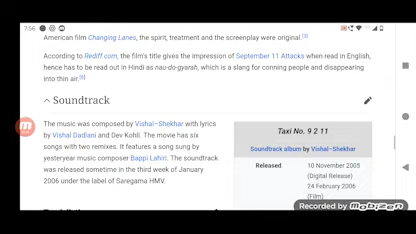 7:56
American film Changing Lanes, the spirit, treatment and the screenplay were original.[3]
According to Rediff.com, the film's title gives the impression of September 11 Attacks when read in English,
hence has to be read out in Hindi as nau-do-gyarah, which is a slang for conning people and disappearing
into thin air.[6]
Soundtrack
The music was composed by Vishal–Shekhar with lyrics
by Vishal Dadlani and Dev Kohli. The movie has six
songs with two remixes. It features a song sung by
yesteryear music composer Bappi Lahiri. The soundtrack
was released sometime in the third week of January
2006 under the label of Saregama HMV.
Taxi No. 9 2 11
Soundtrack album by Vishal–Shekhar
Released 10 November 2005
(Digital Release)
24 February 2006
(Film)
Recorded by Mobizen